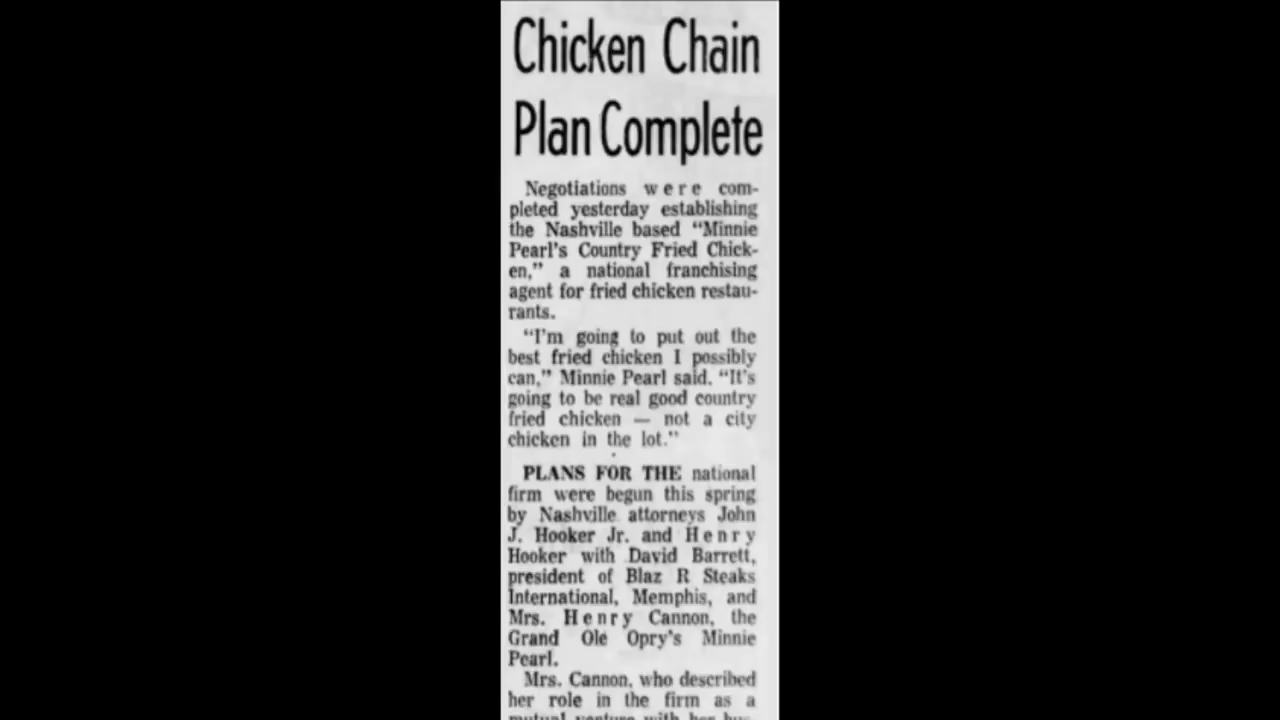 Chicken Chain
Plan Complete
Negotiations were com-
pleted yesterday establishing
the Nashville based “Minnie
Pearl's Country Fried Chick-
en,” a national franchising
agent for fried chicken restau-
rants.
“I'm going to put out the
best fried chicken I possibly
can,” Minnie Pearl said. “It's
going to be real good country
fried chicken — not a city
chicken in the lot.”
PLANS FOR THE national
firm were begun this spring
by Nashville attorneys John
J. Hooker Jr. and Henry
Hooker with David Barrett,
president of Blaz R Steaks
International, Memphis, and
Mrs. Henry Cannon, the
Grand Ole Opry's Minnie
Pearl.
Mrs. Cannon, who described
her role in the firm as a
mutual venture with her hus-